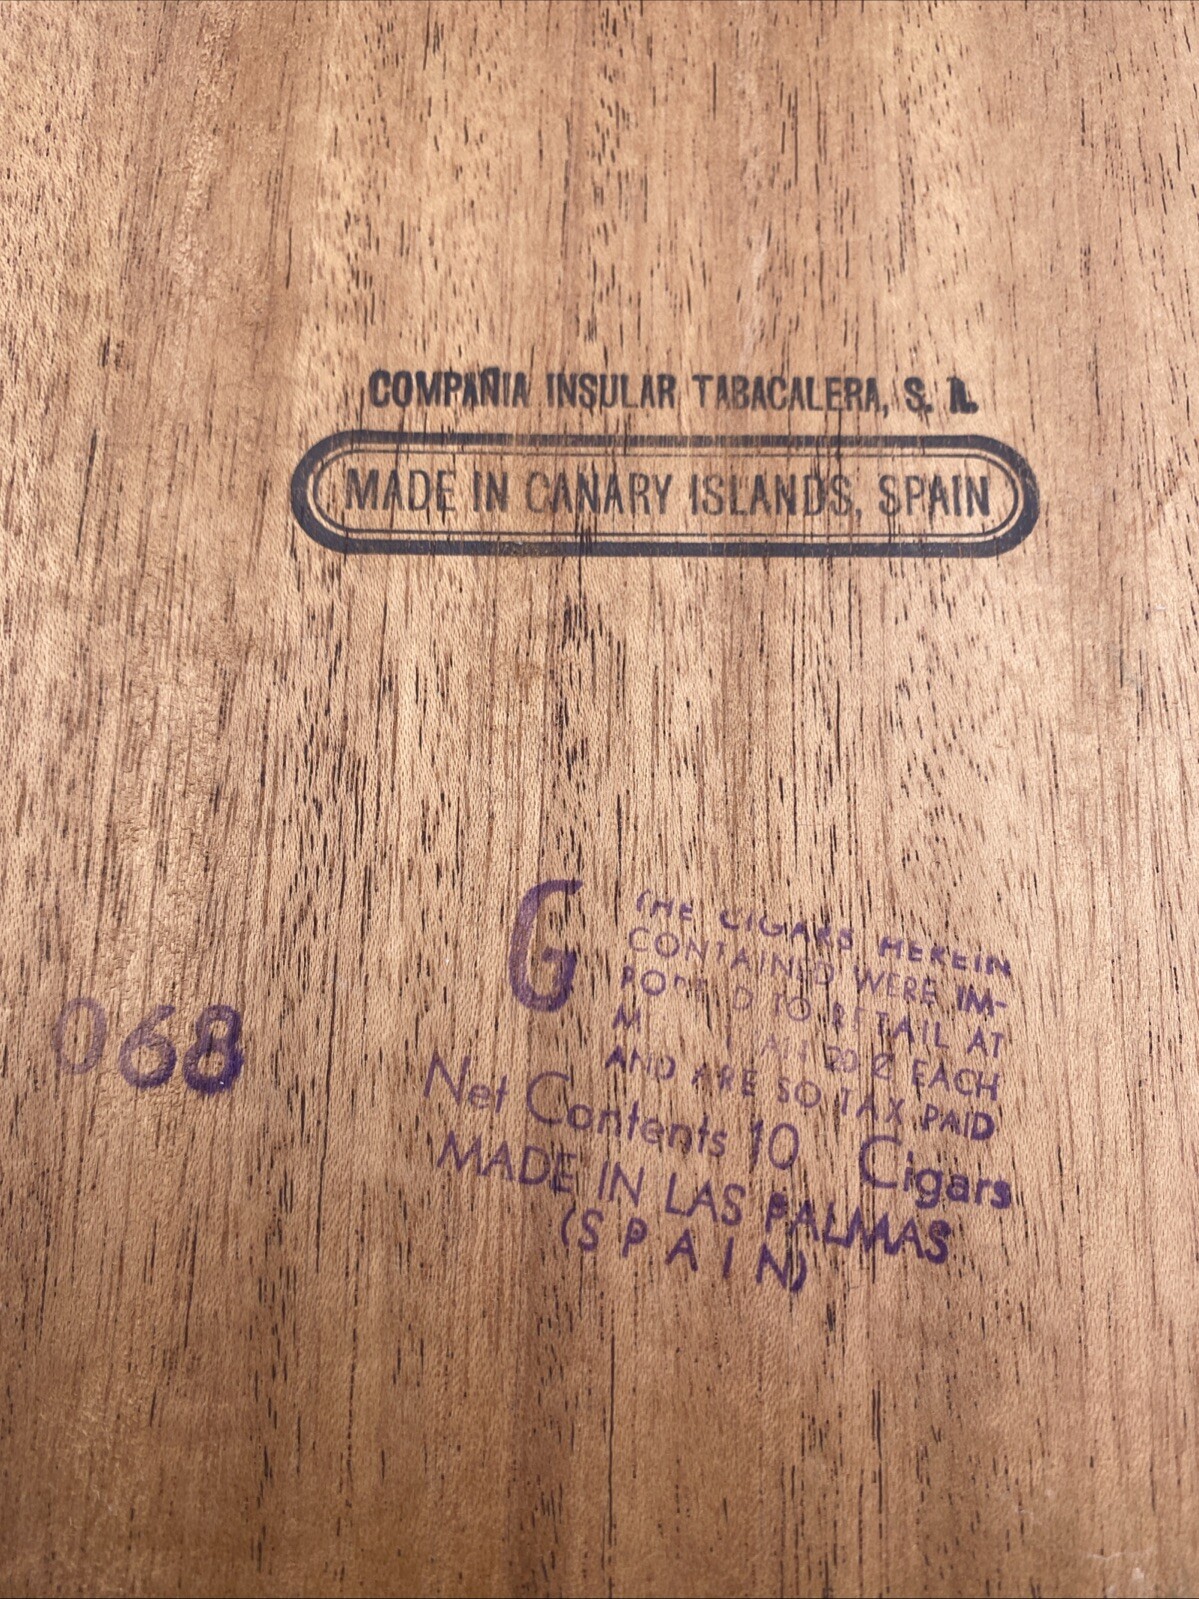 COMPAÑIA INSULAR TABACALERA, S. A.
MADE IN CANARY ISLANDS, SPAIN
G
THE CIGARS HEREIN
CONTAINED WERE IM-
TO RETAIL AT
20 ¢ EACH
AND ARE SO TAX PAID
068
Net Contents 10 Cigars
MADE IN LAS PALMAS
(SPAIN)